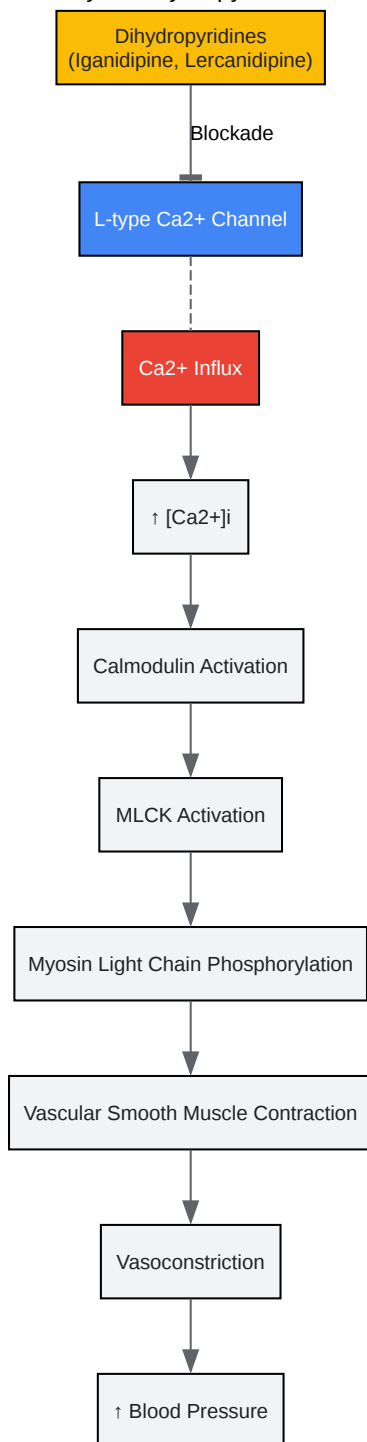 Dihydropyridines
(Iganidipine, Lercanidipine)
Blockade
L-type Ca2+ Channel
Ca2+ Influx
↑ [Ca2+]i
Calmodulin Activation
MLCK Activation
Myosin Light Chain Phosphorylation
Vascular Smooth Muscle Contraction
Vasoconstriction
↑ Blood Pressure